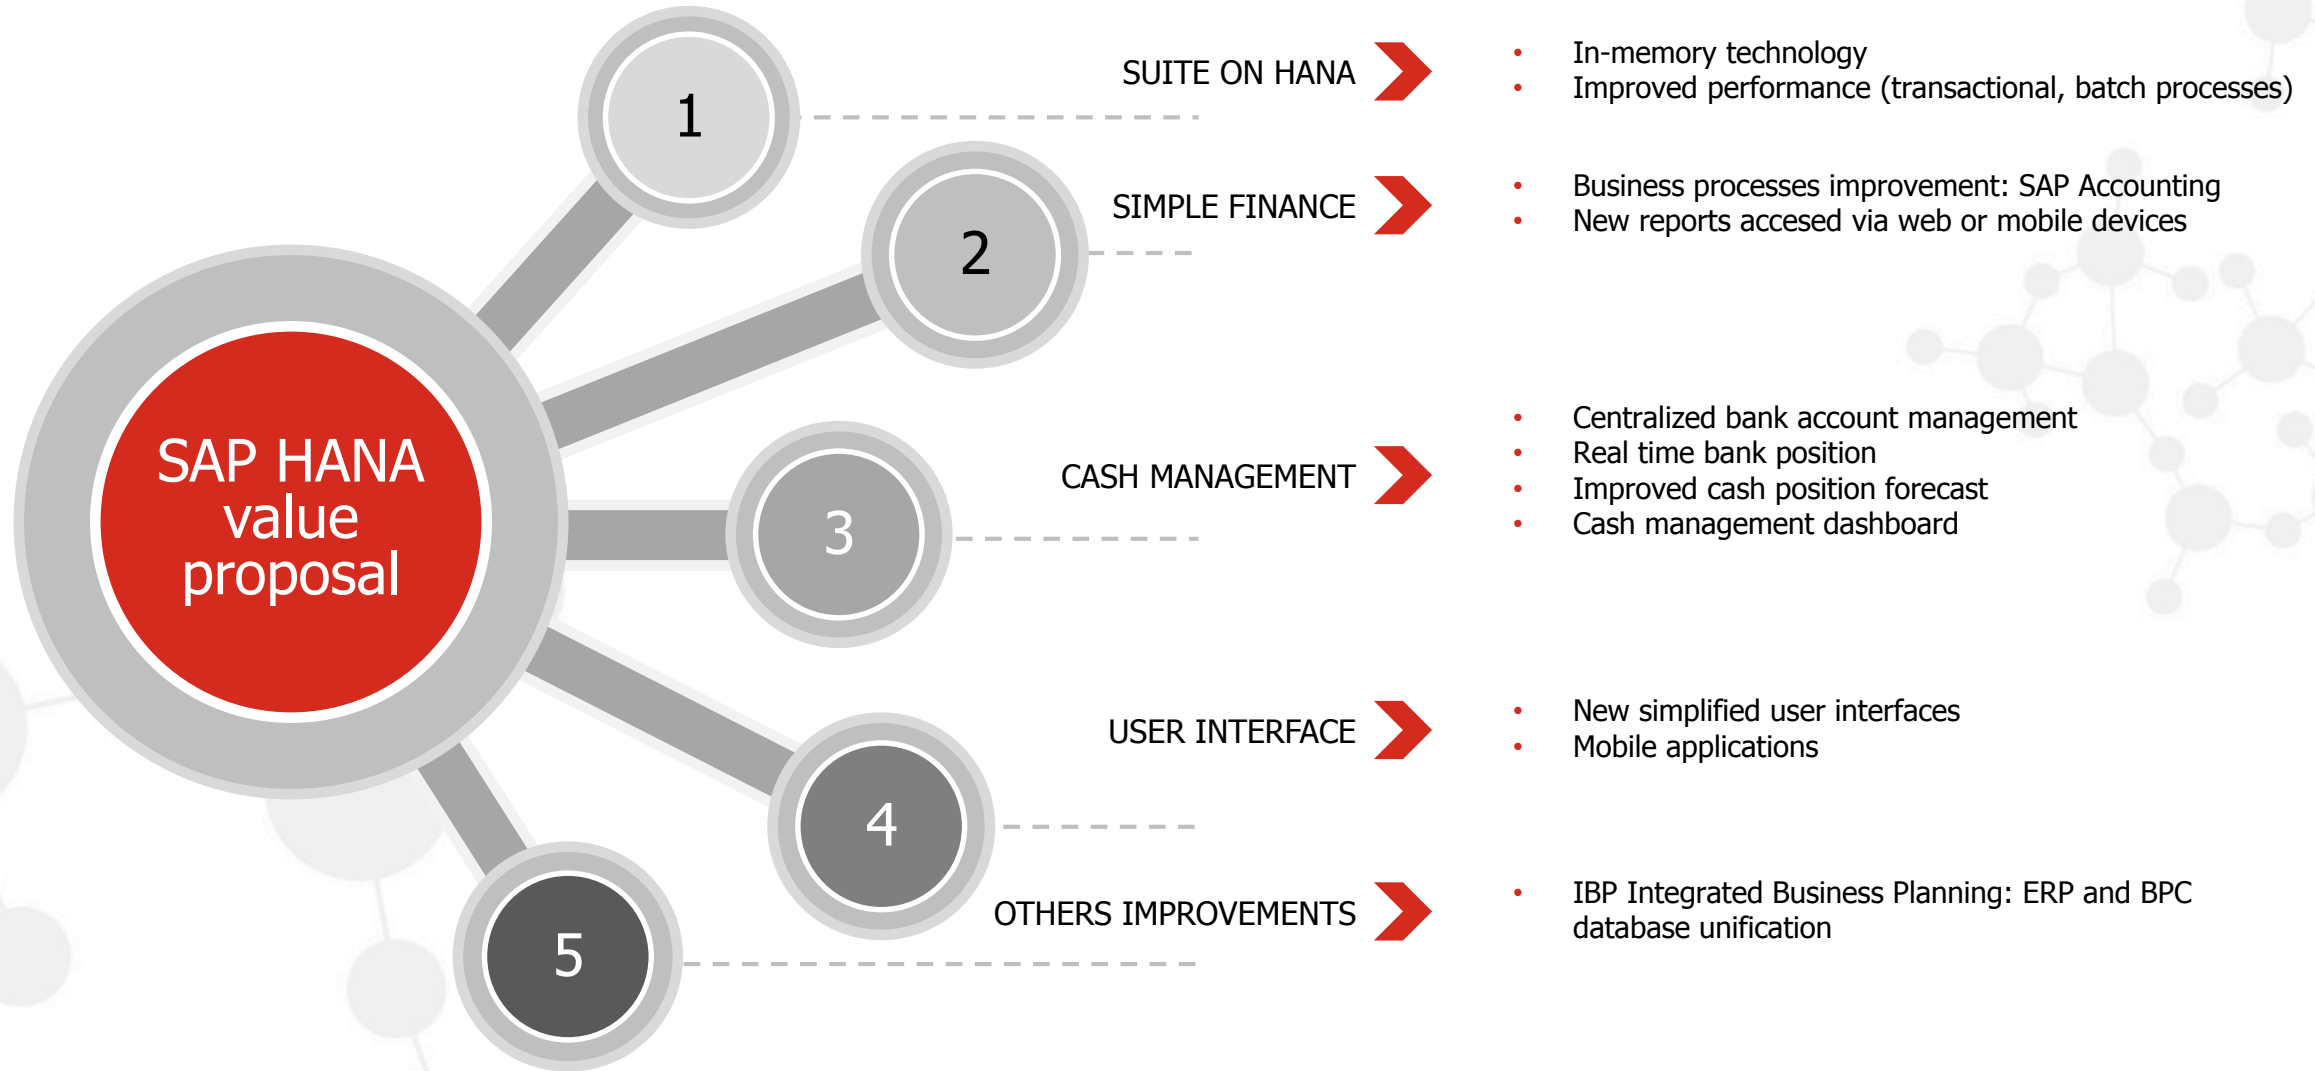 SAP HANA
value
proposal
1
SUITE ON HANA
• In-memory technology
• Improved performance (transactional, batch processes)
2
SIMPLE FINANCE
• Business processes improvement: SAP Accounting
• New reports accesed via web or mobile devices
3
CASH MANAGEMENT
• Centralized bank account management
• Real time bank position
• Improved cash position forecast
• Cash management dashboard
4
USER INTERFACE
• New simplified user interfaces
• Mobile applications
5
OTHERS IMPROVEMENTS
• IBP Integrated Business Planning: ERP and BPC
database unification